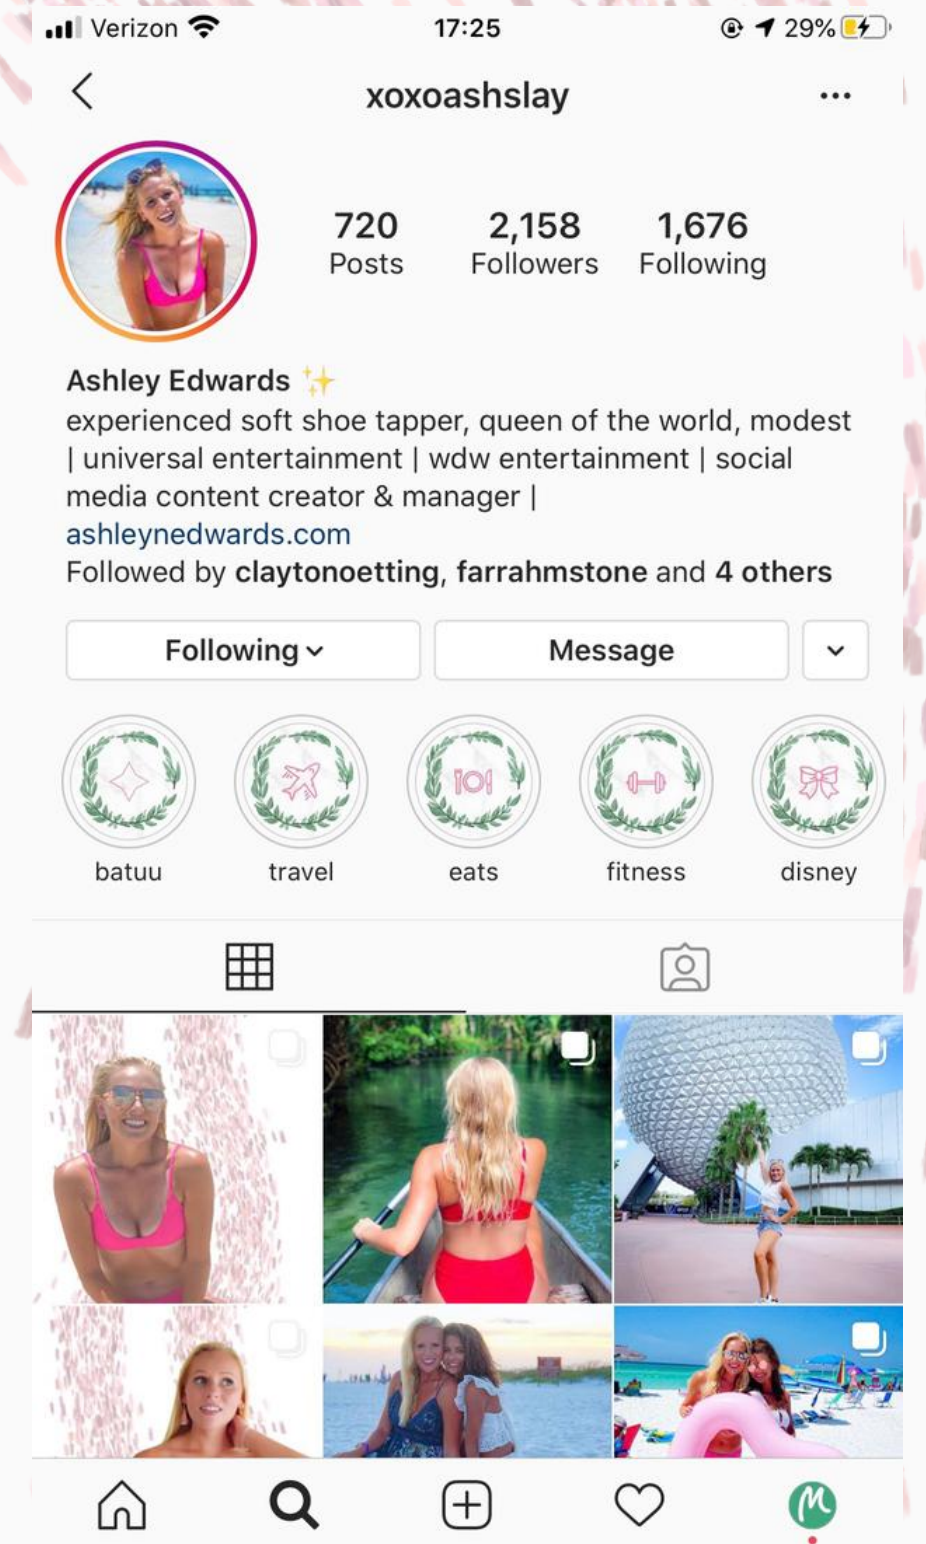 Verizon 17:25 29%
xoxoashslay
720 2,158 1,676
Posts Followers Following
Ashley Edwards ✨
experienced soft shoe tapper, queen of the world, modest
| universal entertainment | wdw entertainment | social
media content creator & manager |
ashleynedwards.com
Followed by claytonoetting, farrahmstone and 4 others
Following Message
batuu travel eats fitness disney